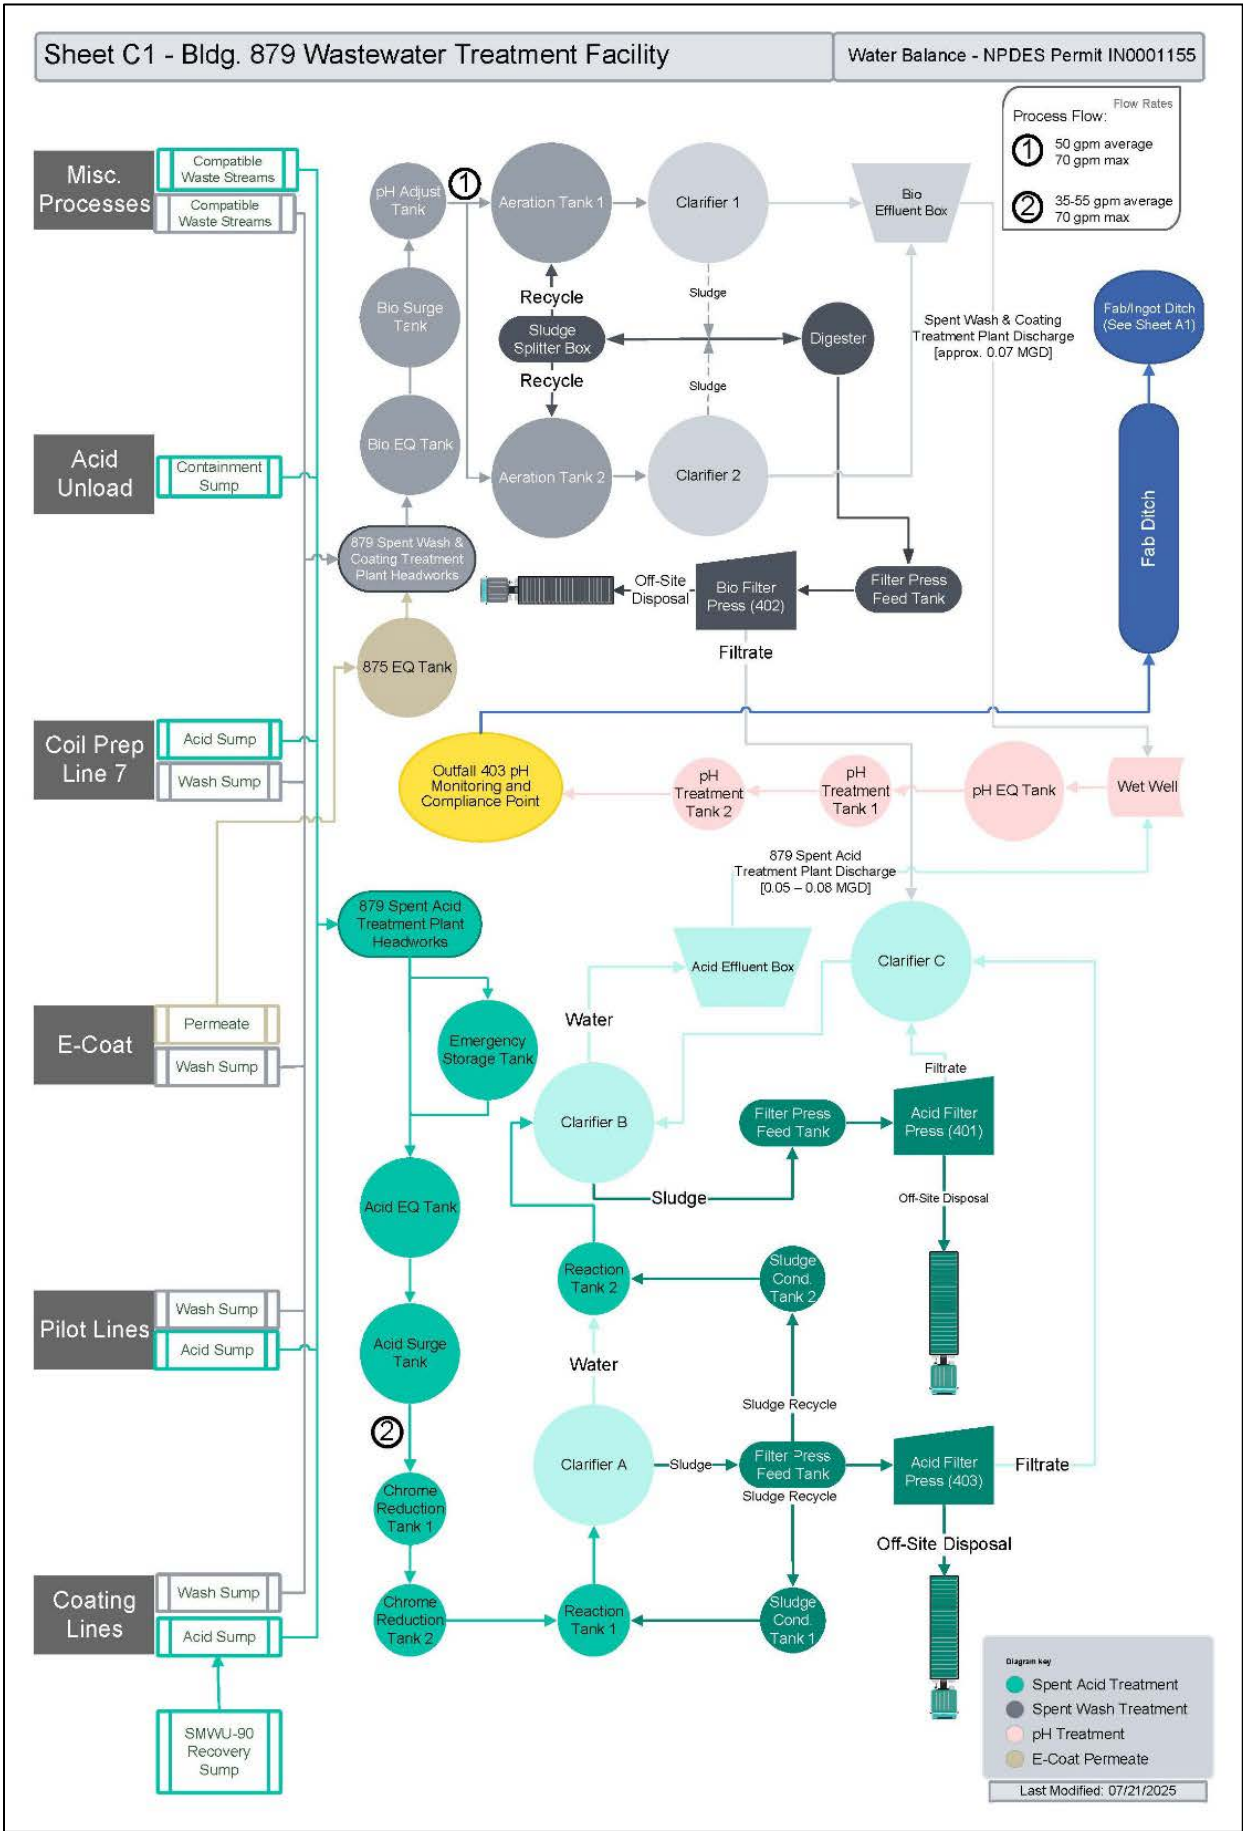 Sheet C1 - Bldg. 879 Wastewater Treatment Facility
Water Balance - NPDES Permit IN0001155
Flow Rates
Process Flow:
1
50 gpm average
70 gpm max
2
35-55 gpm average
70 gpm max
Misc.
Processes
Compatible
Waste Streams
Compatible
Waste Streams
pH Adjust
Tank
1
Aeration Tank 1
Clarifier 1
Bio
Effluent Box
Bio Surge
Tank
Recycle
Sludge
Splitter Box
Recycle
Sludge
Sludge
Digester
Spent Wash & Coating
Treatment Plant Discharge
[approx. 0.07 MGD]
Fab/Ingot Ditch
(See Sheet A1)
Acid
Unload
Containment
Sump
Bio EQ Tank
Aeration Tank 2
Clarifier 2
Fab Ditch
879 Spent Wash &
Coating Treatment
Plant Headworks
Off-Site
Disposal
Bio Filter
Press (402)
Filter Press
Feed Tank
Filtrate
875 EQ Tank
Coil Prep
Line 7
Acid Sump
Wash Sump
Outfall 403 pH
Monitoring and
Compliance Point
pH
Treatment
Tank 2
pH
Treatment
Tank 1
pH EQ Tank
Wet Well
879 Spent Acid
Treatment Plant Discharge
[0.05 – 0.08 MGD]
879 Spent Acid
Treatment Plant
Headworks
Acid Effluent Box
Clarifier C
E-Coat
Permeate
Wash Sump
Emergency
Storage Tank
Water
Clarifier B
Filter Press
Feed Tank
Filtrate
Acid Filter
Press (401)
Sludge
Off-Site Disposal
Acid EQ Tank
Reaction
Tank 2
Sludge
Cond.
Tank 2
Pilot Lines
Wash Sump
Acid Sump
Acid Surge
Tank
Water
2
Sludge Recycle
Clarifier A
Sludge
Filter Press
Feed Tank
Sludge Recycle
Acid Filter
Press (403)
Filtrate
Off-Site Disposal
Chrome
Reduction
Tank 1
Coating
Lines
Wash Sump
Acid Sump
Chrome
Reduction
Tank 2
Reaction
Tank 1
Sludge
Cond.
Tank 1
SMWU-90
Recovery
Sump
Diagram key
Spent Acid Treatment
Spent Wash Treatment
pH Treatment
E-Coat Permeate
Last Modified: 07/21/2025